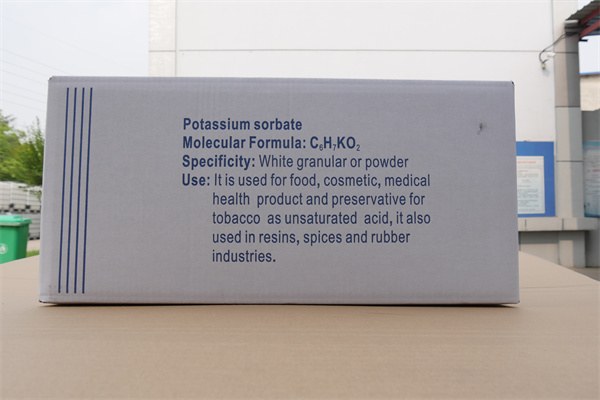 Potassium sorbate
Molecular Formula: C₆H₇KO₂
Specificity: White granular or powder
Use: It is used for food, cosmetic, medical
health product and preservative for
tobacco as unsaturated acid, it also
used in resins, spices and rubber
industries.